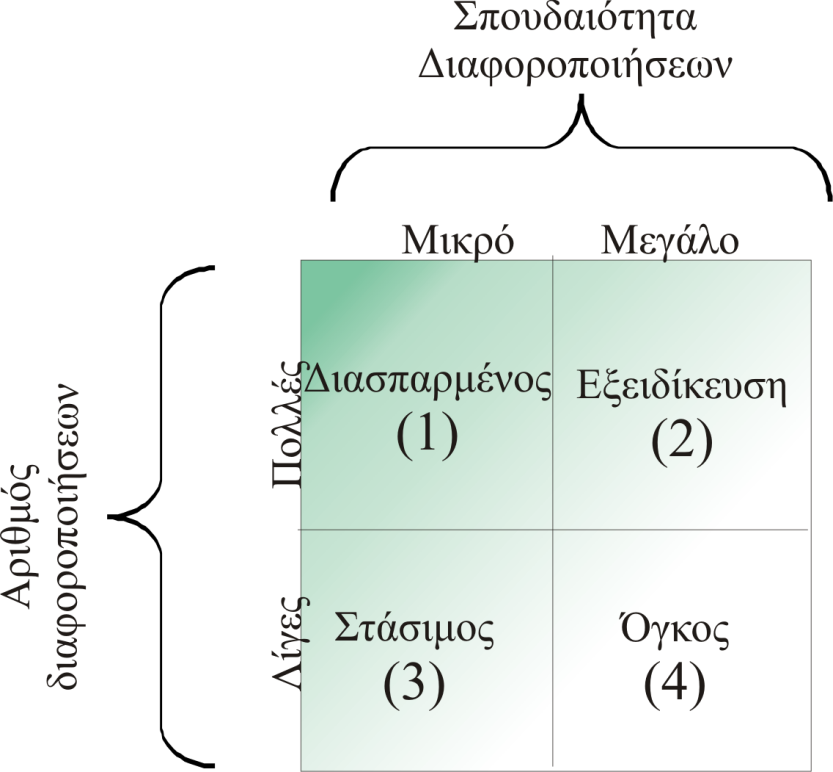 Σπουδαιότητα
Διαφοροποιήσεων
Μικρό Μεγάλο
Αριθμός
διαφοροποιήσεων
Πολλές
Διασπαρμένος
(1)
Εξειδίκευση
(2)
Λίγες
Στάσιμος
(3)
Όγκος
(4)